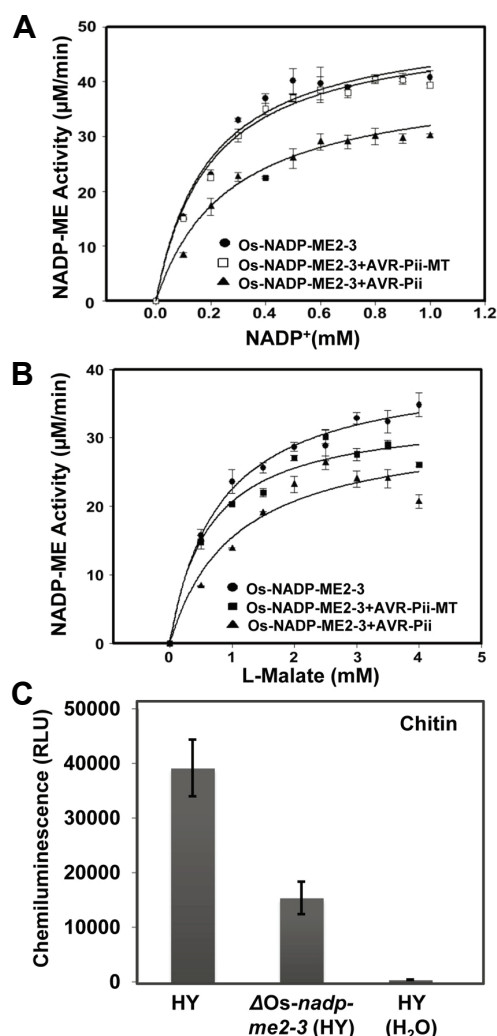 A
NADP-ME Activity (µM/min)
50
40
30
20
10
0
Os-NADP-ME2-3
Os-NADP-ME2-3+AVR-Pii-MT
Os-NADP-ME2-3+AVR-Pii
0.0 0.2 0.4 0.6 0.8 1.0 1.2
NADP⁺(mM)
B
NADP-ME Activity (µM/min)
40
30
20
10
0
Os-NADP-ME2-3
Os-NADP-ME2-3+AVR-Pii-MT
Os-NADP-ME2-3+AVR-Pii
0 1 2 3 4 5
L-Malate (mM)
C
Chemiluminescence (RLU)
50000
40000
30000
20000
10000
0
Chitin
HY ΔOs-nadp- HY
me2-3 (HY) (H₂O)